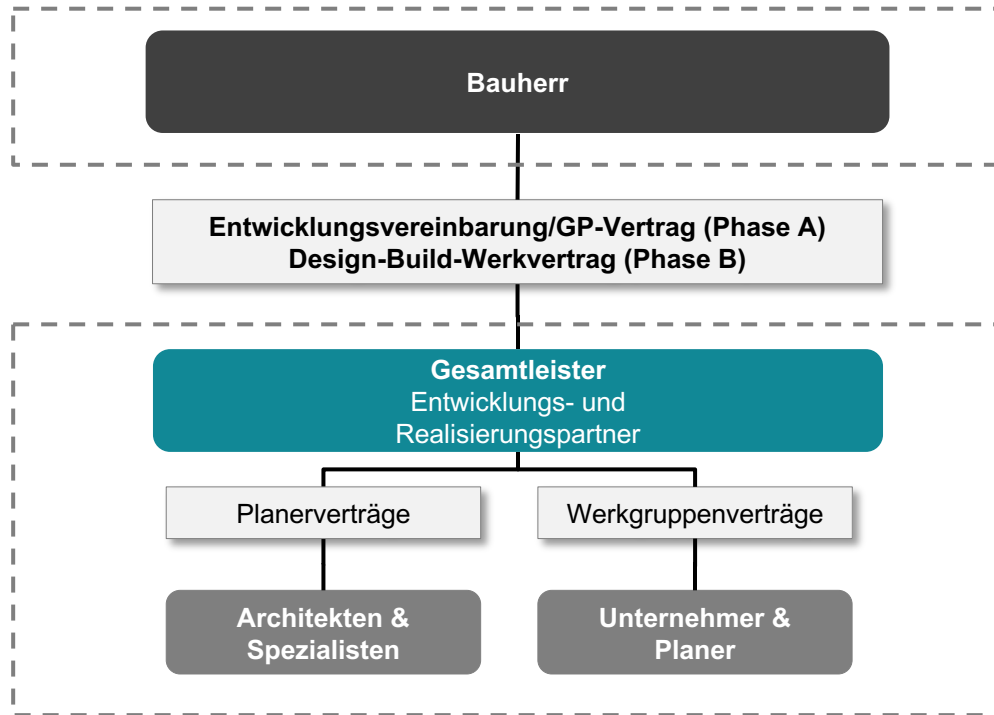 Bauherr
Entwicklungsvereinbarung/GP-Vertrag (Phase A)
Design-Build-Werkvertrag (Phase B)
Gesamtleister
Entwicklungs- und
Realisierungspartner
Planerverträge
Werkgruppenverträge
Architekten &
Spezialisten
Unternehmer &
Planer